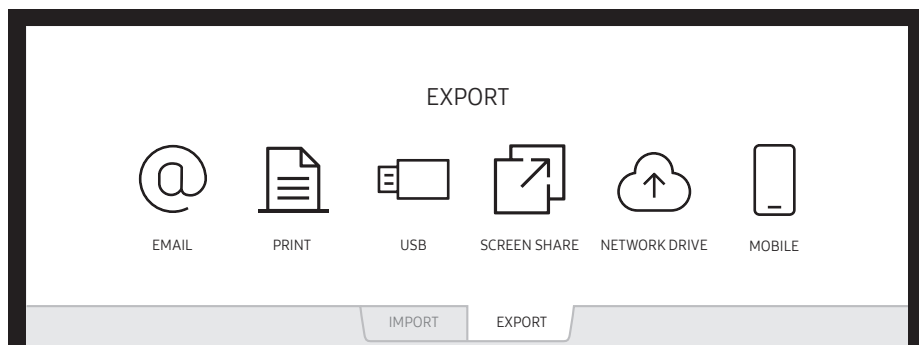 EXPORT
EMAIL PRINT USB SCREEN SHARE NETWORK DRIVE MOBILE
IMPORT EXPORT